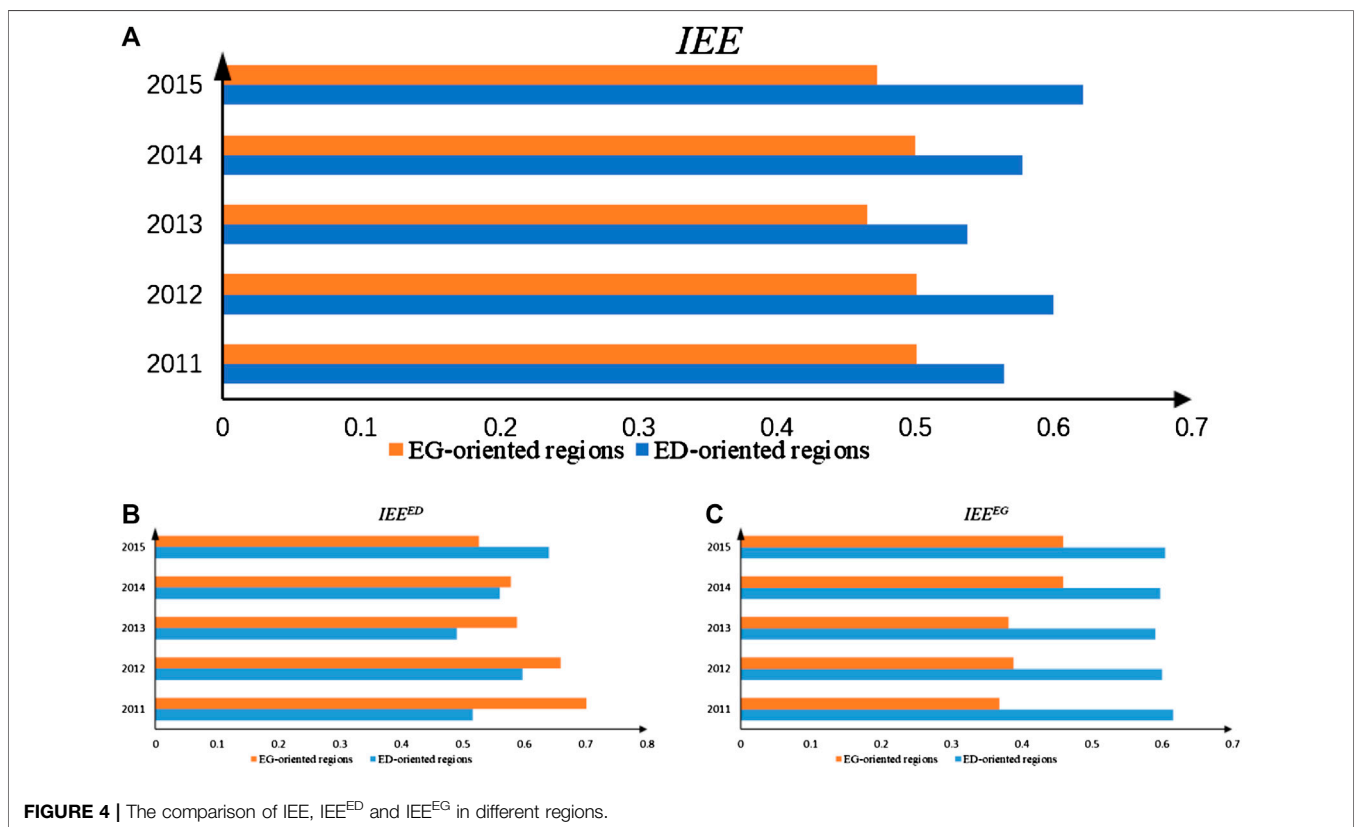 A
IEE
2015
2014
2013
2012
2011
0 0.1 0.2 0.3 0.4 0.5 0.6 0.7
EG-oriented regions ED-oriented regions
B
IEE^ED
2015
2014
2013
2012
2011
0 0.1 0.2 0.3 0.4 0.5 0.6 0.7 0.8
EG-oriented regions ED-oriented regions
C
IEE^EG
2015
2014
2013
2012
2011
0 0.1 0.2 0.3 0.4 0.5 0.6 0.7
EG-oriented regions ED-oriented regions
FIGURE 4 | The comparison of IEE, IEE^ED and IEE^EG in different regions.